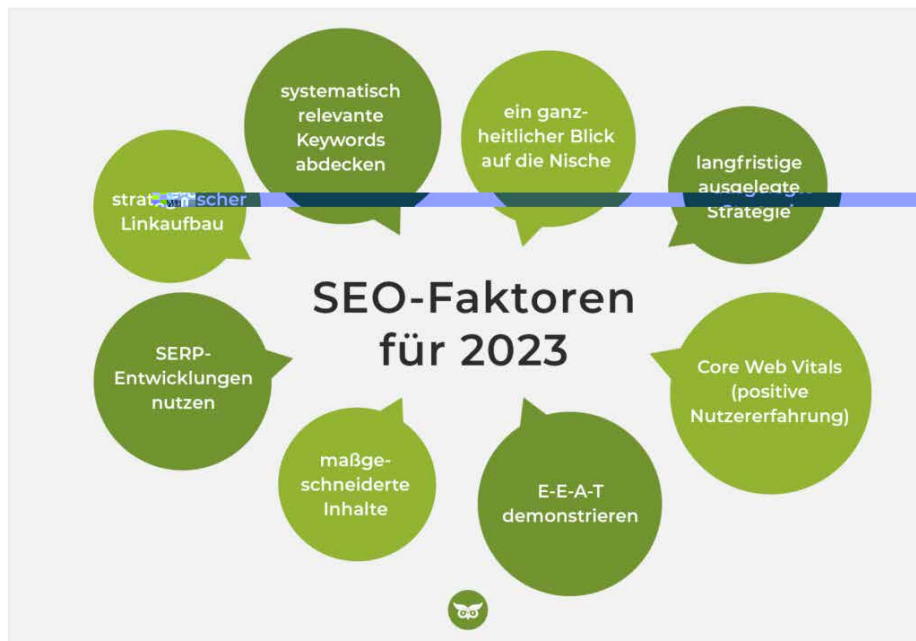 systematisch
relevante
Keywords
abdecken
ein ganz-
heitlicher Blick
auf die Nische
langfristige
ausgelegte
Strategie
Linkaufbau
SEO-Faktoren
für 2023
SERP-
Entwicklungen
nutzen
Core Web Vitals
(positive
Nutzererfahrung)
maßge-
schneiderte
Inhalte
E-E-A-T
demonstrieren